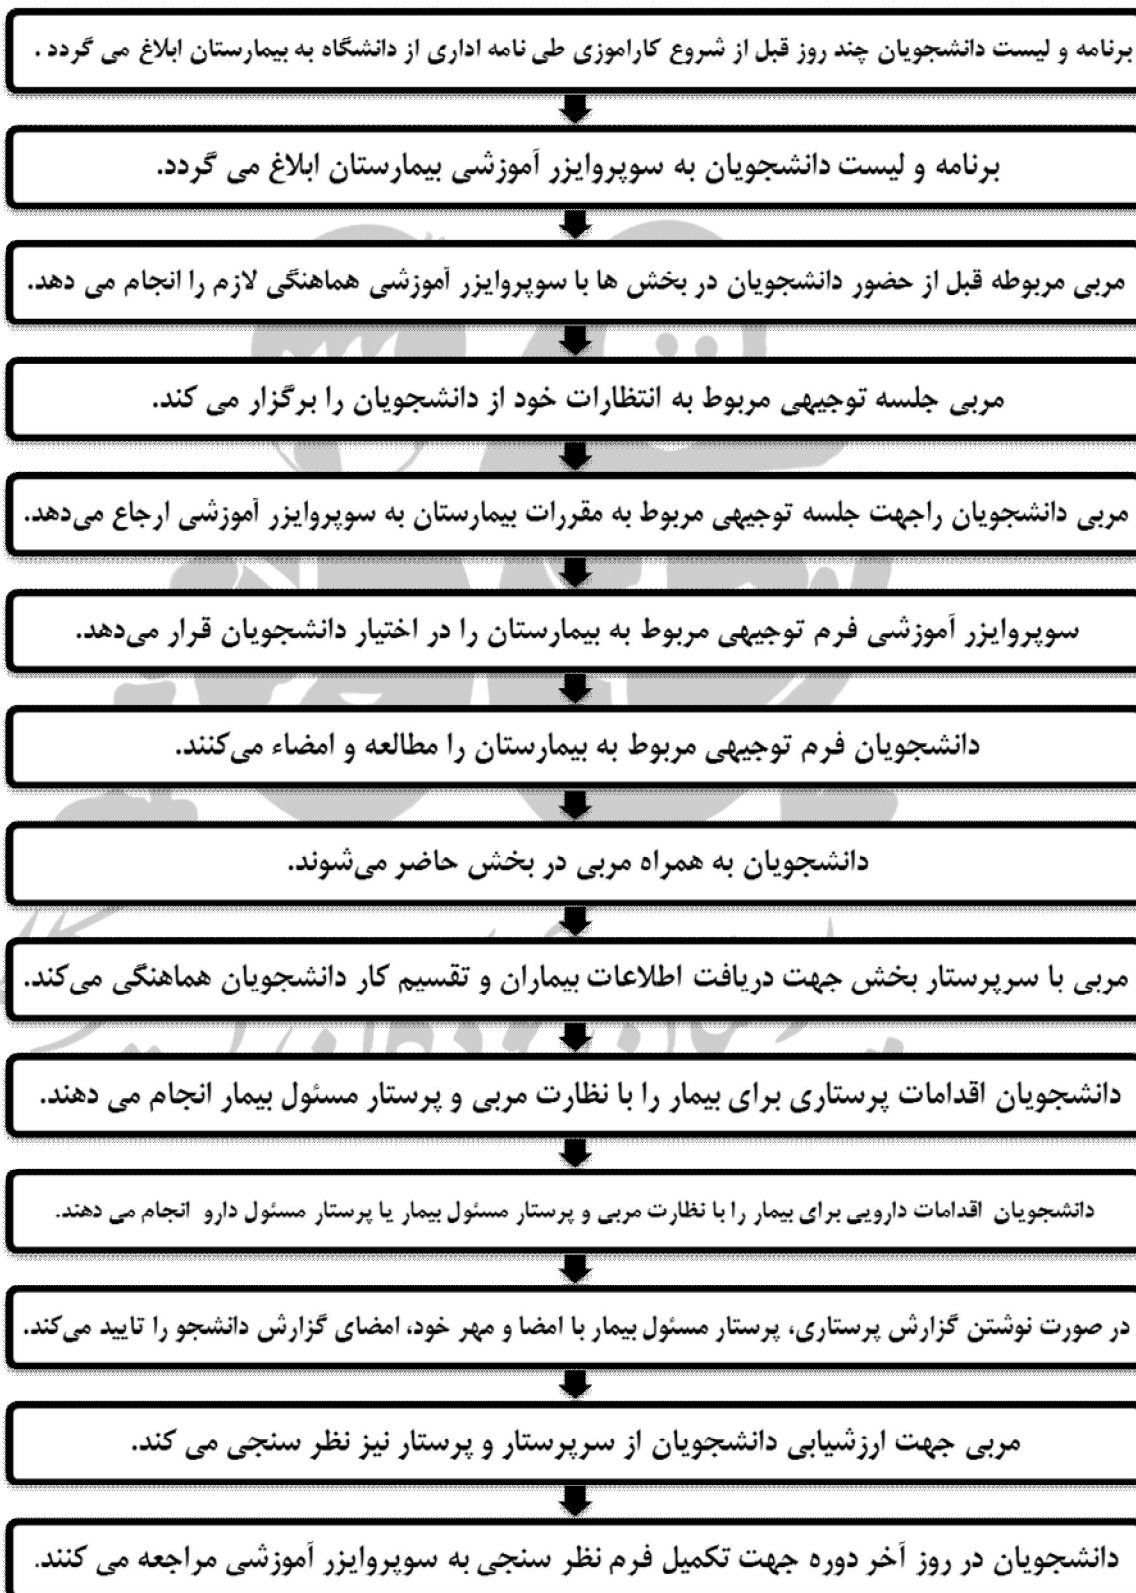 برنامه و لیست دانشجویان چند روز قبل از شروع کاراموزی طی نامه اداری از دانشگاه به بیمارستان ابلاغ می گردد .
برنامه و لیست دانشجویان به سوپروایزر آموزشی بیمارستان ابلاغ می گردد.
مربی مربوطه قبل از حضور دانشجویان در بخش ها با سوپروایزر آموزشی هماهنگی لازم را انجام می دهد.
مربی جلسه توجیهی مربوط به انتظارات خود از دانشجویان را برگزار می کند.
مربی دانشجویان راجهت جلسه توجیهی مربوط به مقررات بیمارستان به سوپروایزر آموزشی ارجاع می‌دهد.
سوپروایزر آموزشی فرم توجیهی مربوط به بیمارستان را در اختیار دانشجویان قرار می‌دهد.
دانشجویان فرم توجیهی مربوط به بیمارستان را مطالعه و امضاء می‌کنند.
دانشجویان به همراه مربی در بخش حاضر می‌شوند.
مربی با سرپرستار بخش جهت دریافت اطلاعات بیماران و تقسیم کار دانشجویان هماهنگی می‌کند.
دانشجویان اقدامات پرستاری برای بیمار را با نظارت مربی و پرستار مسئول بیمار انجام می دهند.
دانشجویان اقدامات دارویی برای بیمار را با نظارت مربی و پرستار مسئول بیمار یا پرستار مسئول دارو انجام می دهند.
در صورت نوشتن گزارش پرستاری، پرستار مسئول بیمار با امضا و مهر خود، امضای گزارش دانشجو را تایید می‌کند.
مربی جهت ارزشیابی دانشجویان از سرپرستار و پرستار نیز نظر سنجی می کند.
دانشجویان در روز آخر دوره جهت تکمیل فرم نظر سنجی به سوپروایزر آموزشی مراجعه می کنند.